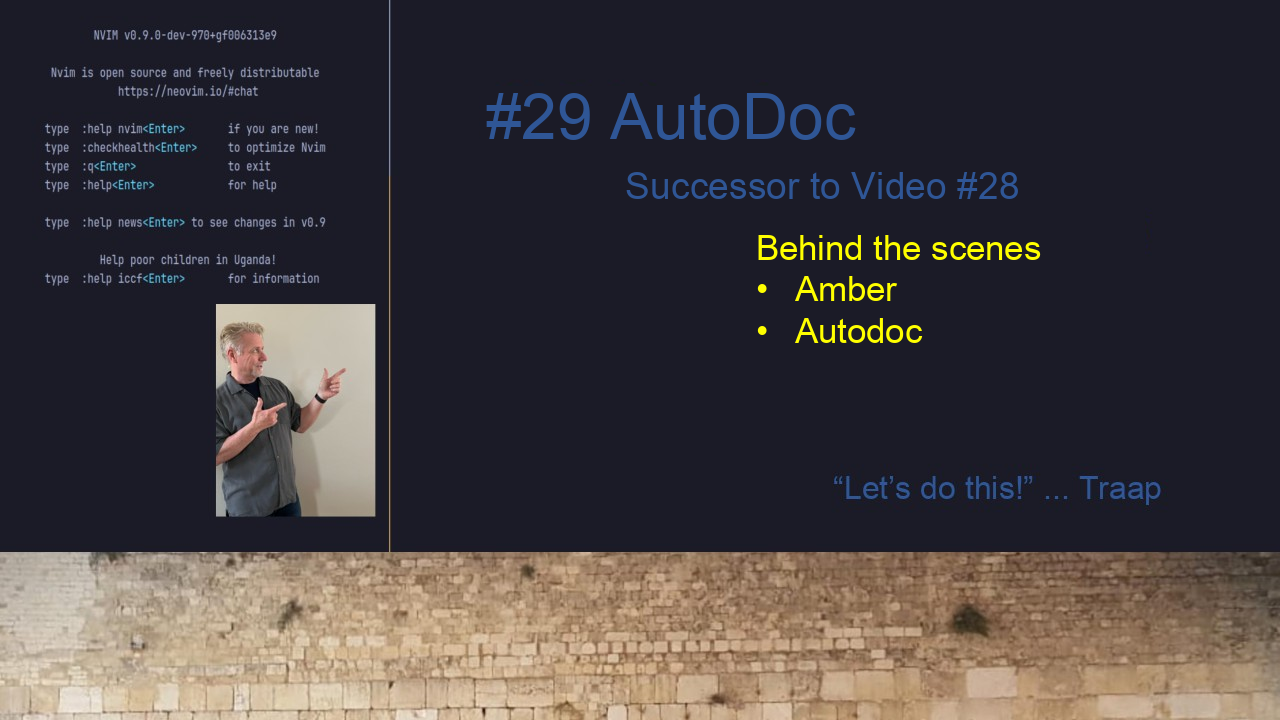 NVIM v0.9.0-dev-970+gf006313e9
Nvim is open source and freely distributable
https://neovim.io/#chat
type :help nvim<Enter> if you are new!
type :checkhealth<Enter> to optimize Nvim
type :q<Enter> to exit
type :help<Enter> for help
type :help news<Enter> to see changes in v0.9
Help poor children in Uganda!
type :help iccf<Enter> for information
#29 AutoDoc
Successor to Video #28
Behind the scenes
• Amber
• Autodoc
“Let’s do this!” ... Traap